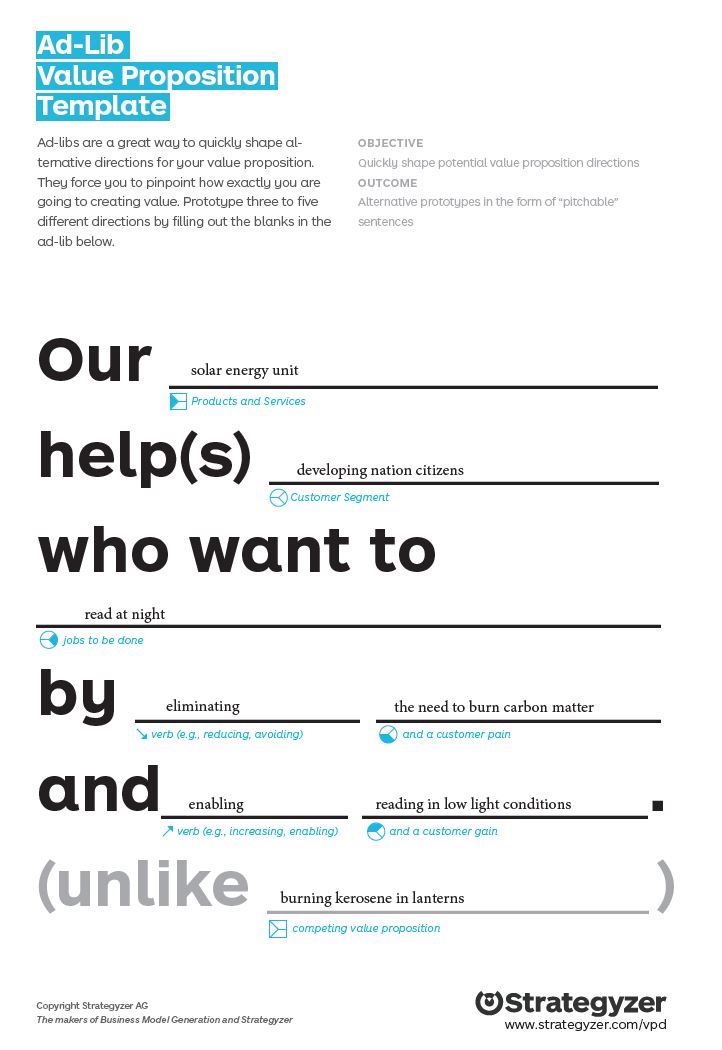 Ad-Lib
Value Proposition
Template
Ad-libs are a great way to quickly shape al-
ternative directions for your value proposition.
They force you to pinpoint how exactly you are
going to creating value. Prototype three to five
different directions by filling out the blanks in the
ad-lib below.
OBJECTIVE
Quickly shape potential value proposition directions
OUTCOME
Alternative prototypes in the form of “pitchable”
sentences
Our solar energy unit
Products and Services
help(s) developing nation citizens
Customer Segment
who want to
read at night
jobs to be done
by eliminating the need to burn carbon matter
verb (e.g., reducing, avoiding) and a customer pain
and enabling reading in low light conditions .
verb (e.g., increasing, enabling) and a customer gain
(unlike burning kerosene in lanterns )
competing value proposition
Copyright Strategyzer AG
The makers of Business Model Generation and Strategyzer
Strategyzer
www.strategyzer.com/vpd